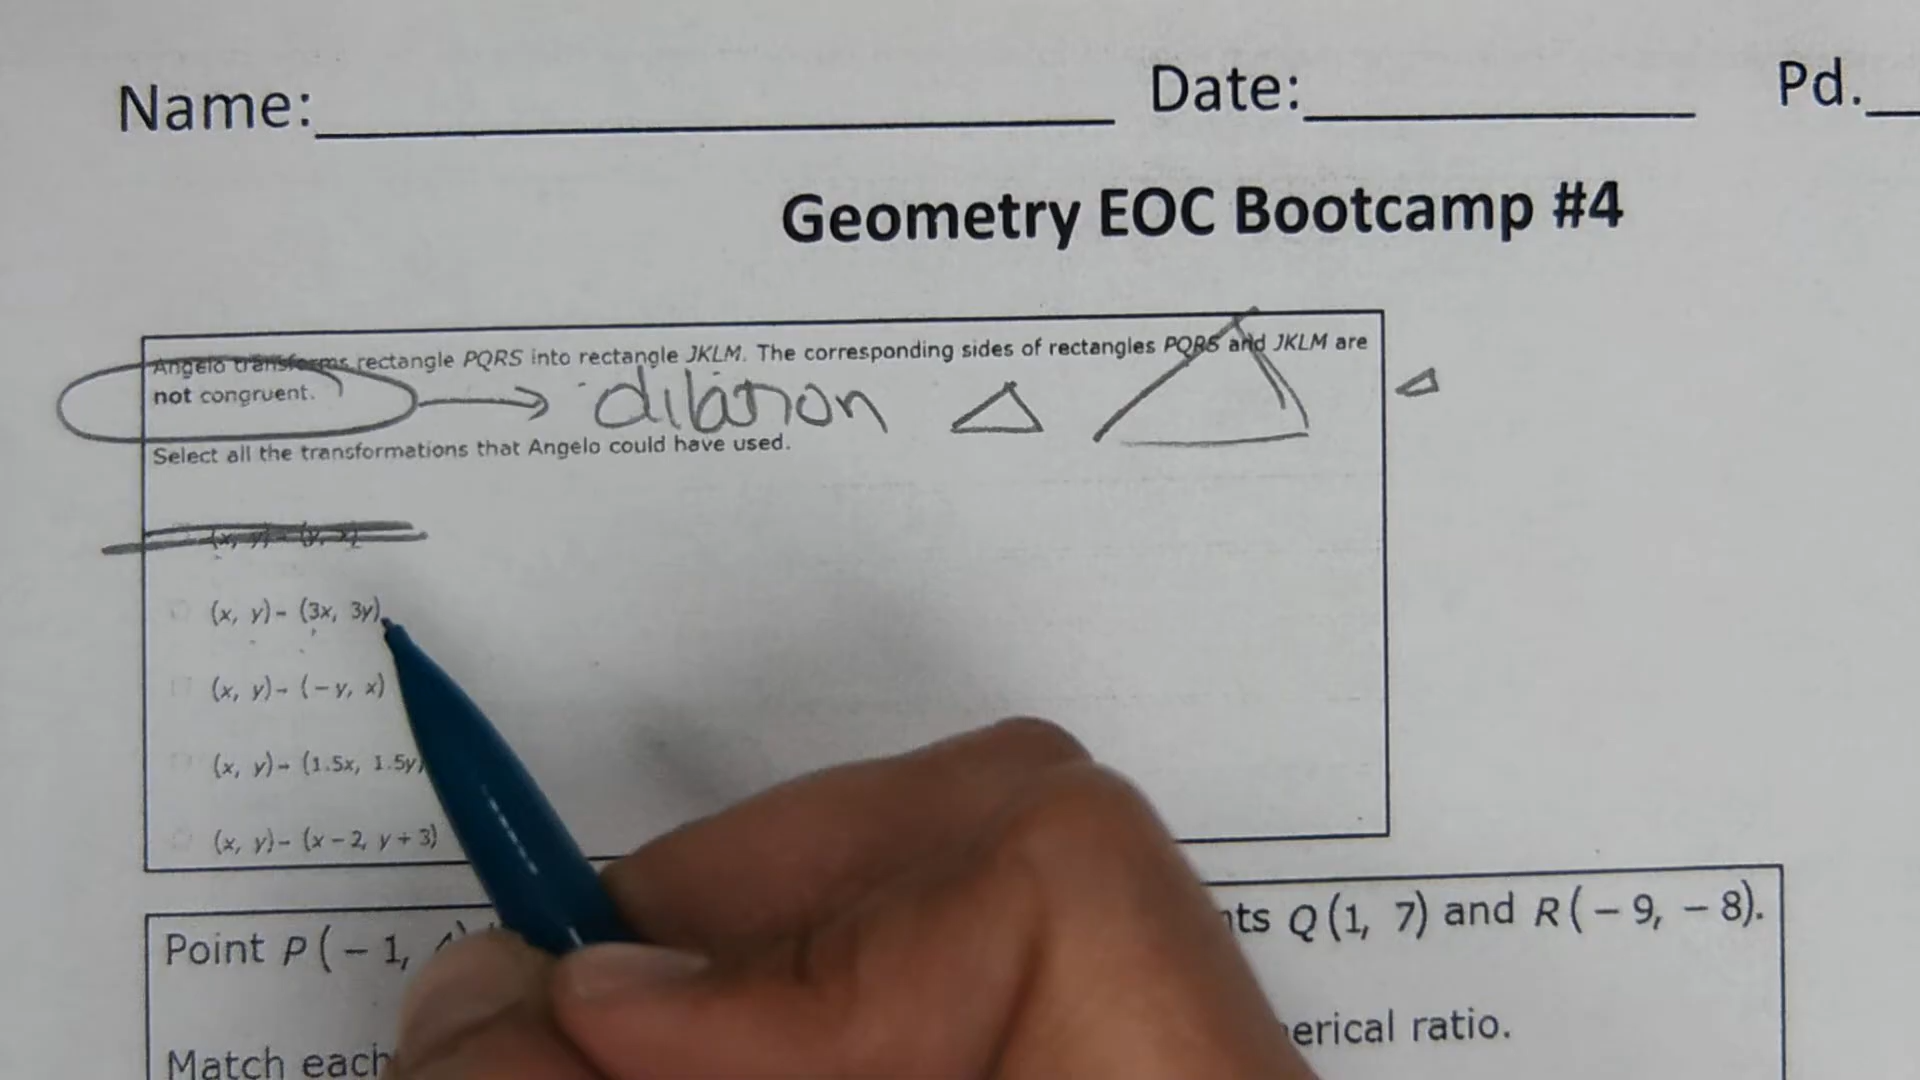 Name: Date: Pd.
Geometry EOC Bootcamp #4
Angelo transforms rectangle PQRS into rectangle JKLM. The corresponding sides of rectangles PQRS and JKLM are
not congruent. → dilation
Select all the transformations that Angelo could have used.
(x, y)→ (y, x)
(x, y)→ (3x, 3y)
(x, y)→ (−y, x)
(x, y)→ (1.5x, 1.5y)
(x, y)→ (x − 2, y + 3)
Point P(−1, Q(1, 7) and R(−9, −8).
ratio.
Match each